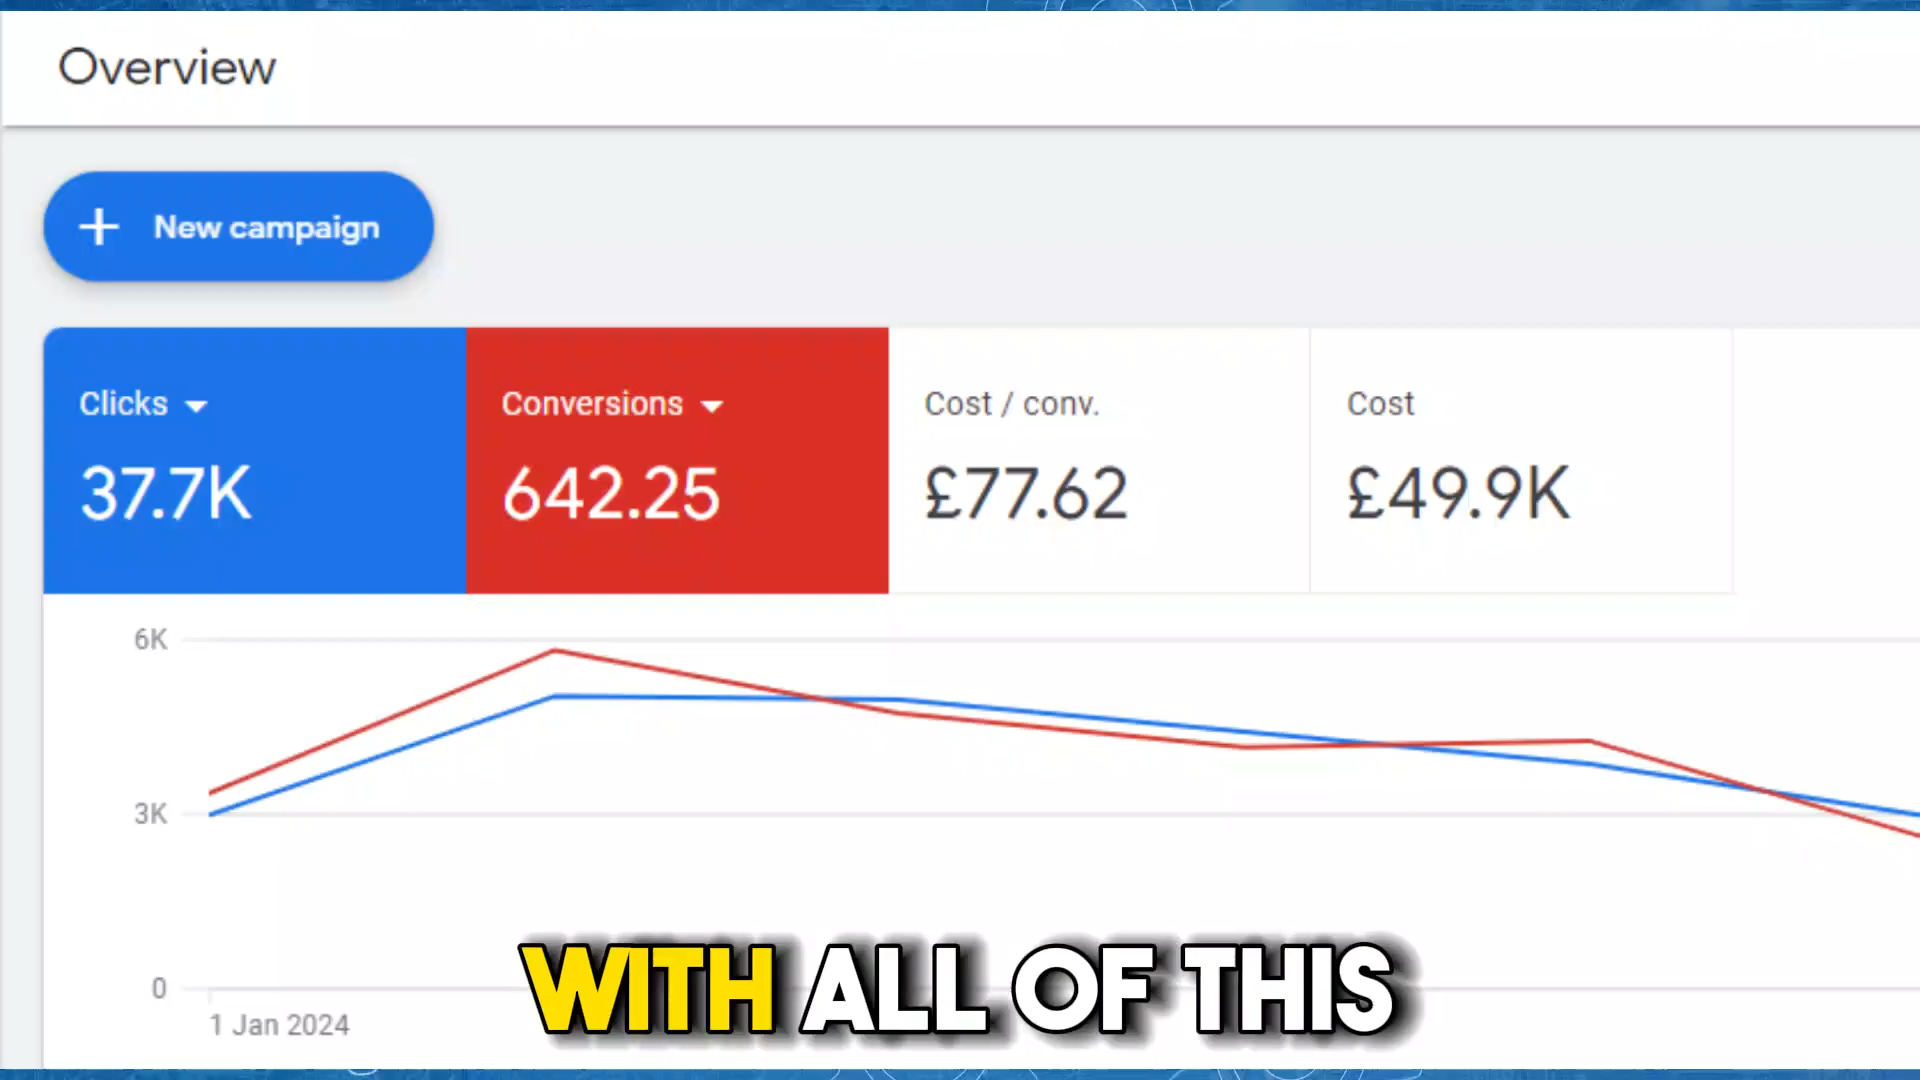 Overview
New campaign
Clicks
Conversions
Cost / conv.
Cost
37.7K
642.25
£77.62
£49.9K
6K
3K
0
1 Jan 2024
WITH ALL OF THIS